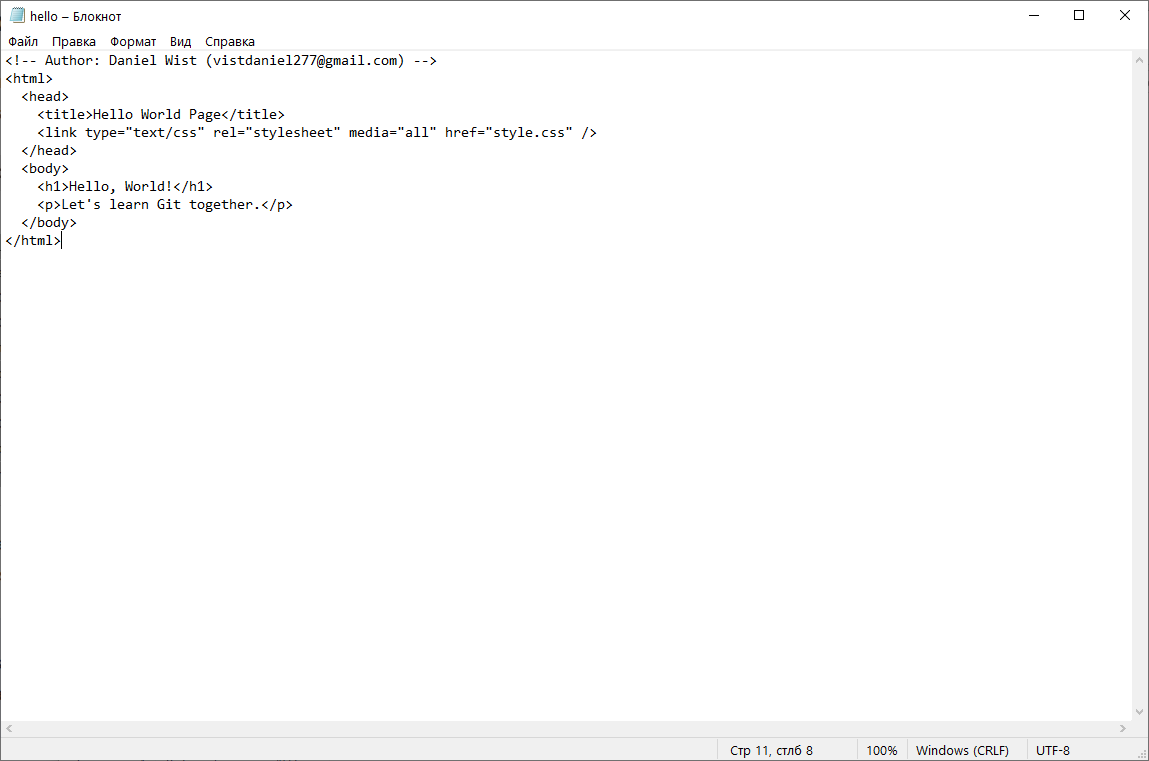 hello – Блокнот
Файл Правка Формат Вид Справка
<!-- Author: Daniel Wist (vistdaniel277@gmail.com) -->
<html>
  <head>
    <title>Hello World Page</title>
    <link type="text/css" rel="stylesheet" media="all" href="style.css" />
  </head>
  <body>
    <h1>Hello, World!</h1>
    <p>Let's learn Git together.</p>
  </body>
</html>
Стр 11, стлб 8 100% Windows (CRLF) UTF-8